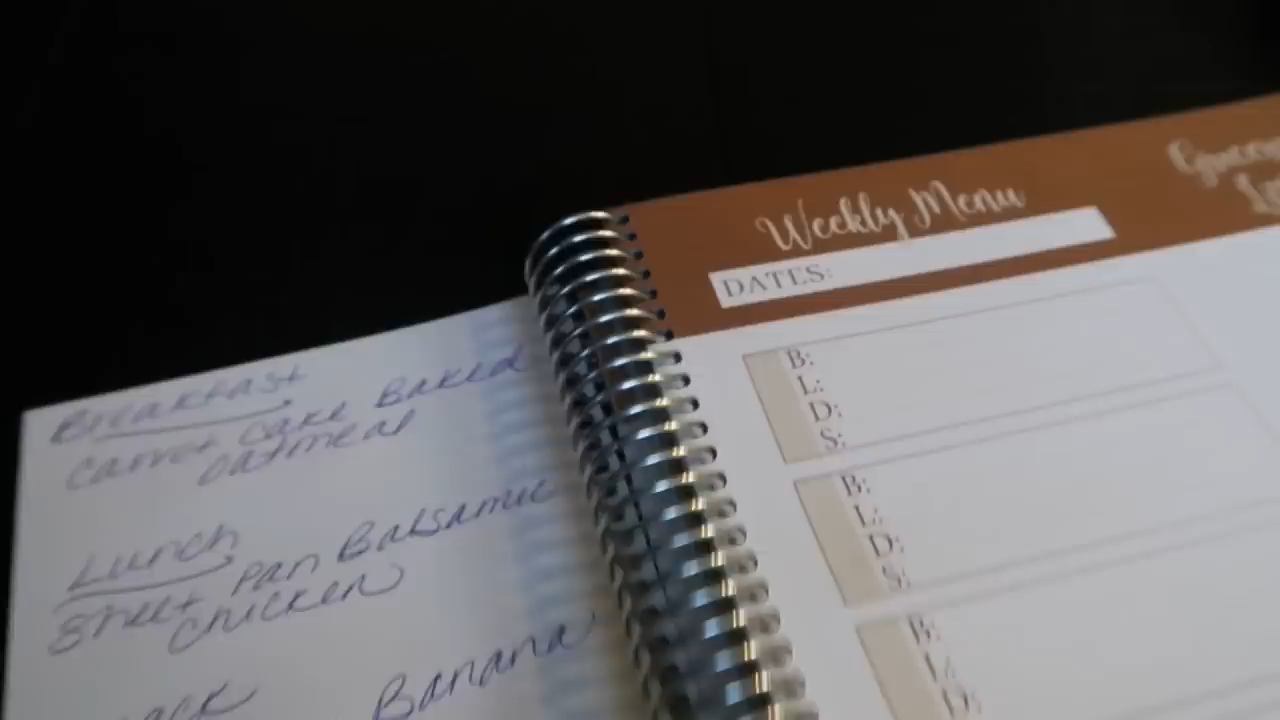 Breakfast
Carrot Cake Baked
Oatmeal
Lunch
Sheet Pan Balsamic
Chicken
Banana
Weekly Menu
DATES:
B:
L:
D:
S:
B:
L:
D:
S:
B:
L:
D: